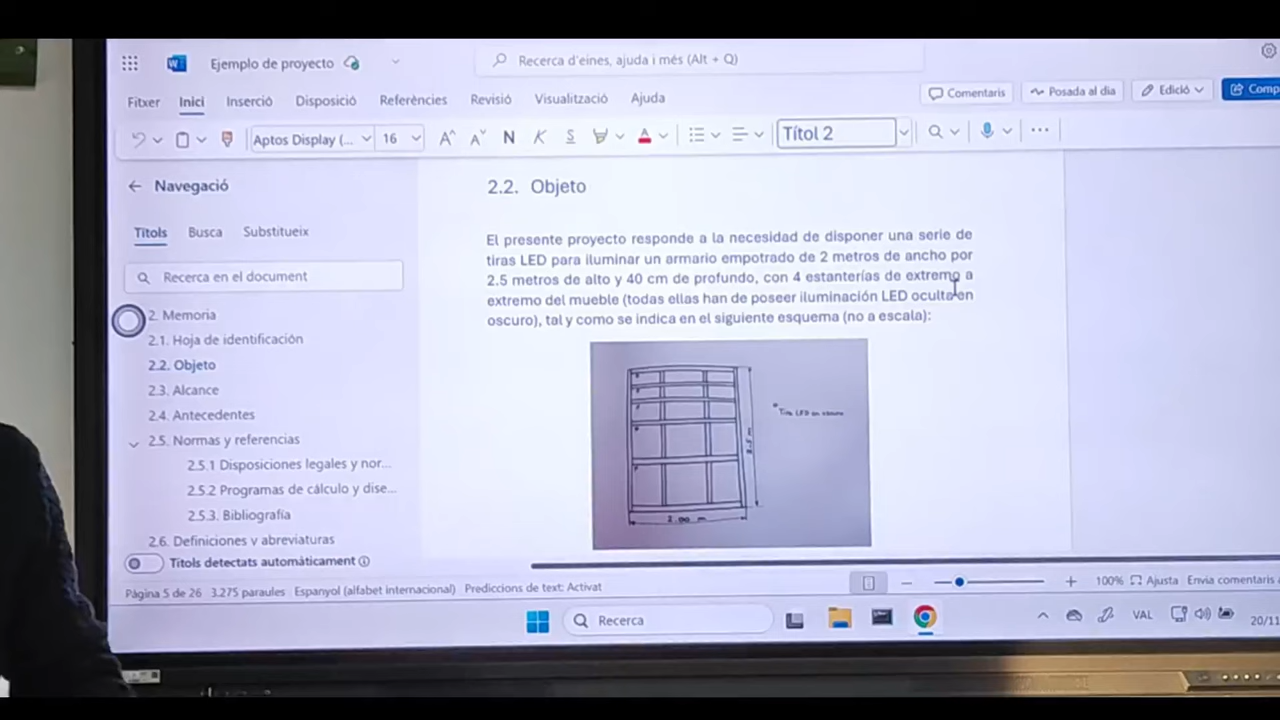 Ejemplo de proyecto
Recerca d'eines, ajuda i més (Alt + Q)
Fitxer Inici Inserció Disposició Referències Revisió Visualització Ajuda
Comentaris Posada al dia Edició Comp
Aptos Display (... 16 N K S A Títol 2
Navegació
Títols Busca Substitueix
Recerca en el document
2. Memoria
2.1. Hoja de identificación
2.2. Objeto
2.3. Alcance
2.4. Antecedentes
2.5. Normas y referencias
2.5.1 Disposiciones legales y nor...
2.5.2 Programas de cálculo y dise...
2.5.3. Bibliografía
2.6. Definiciones y abreviaturas
Títols detectats automàticament
2.2. Objeto
El presente proyecto responde a la necesidad de disponer una serie de
tiras LED para iluminar un armario empotrado de 2 metros de ancho por
2.5 metros de alto y 40 cm de profundo, con 4 estanterías de extremo a
extremo del mueble (todas ellas han de poseer iluminación LED oculta en
oscuro), tal y como se indica en el siguiente esquema (no a escala):
* Tira LED en oscuro
2.5 m
2.00 m
Pàgina 5 de 26 3.275 paraules Espanyol (alfabet internacional) Prediccions de text: Activat
100% Ajusta Envia comentaris
Recerca
VAL
20/11